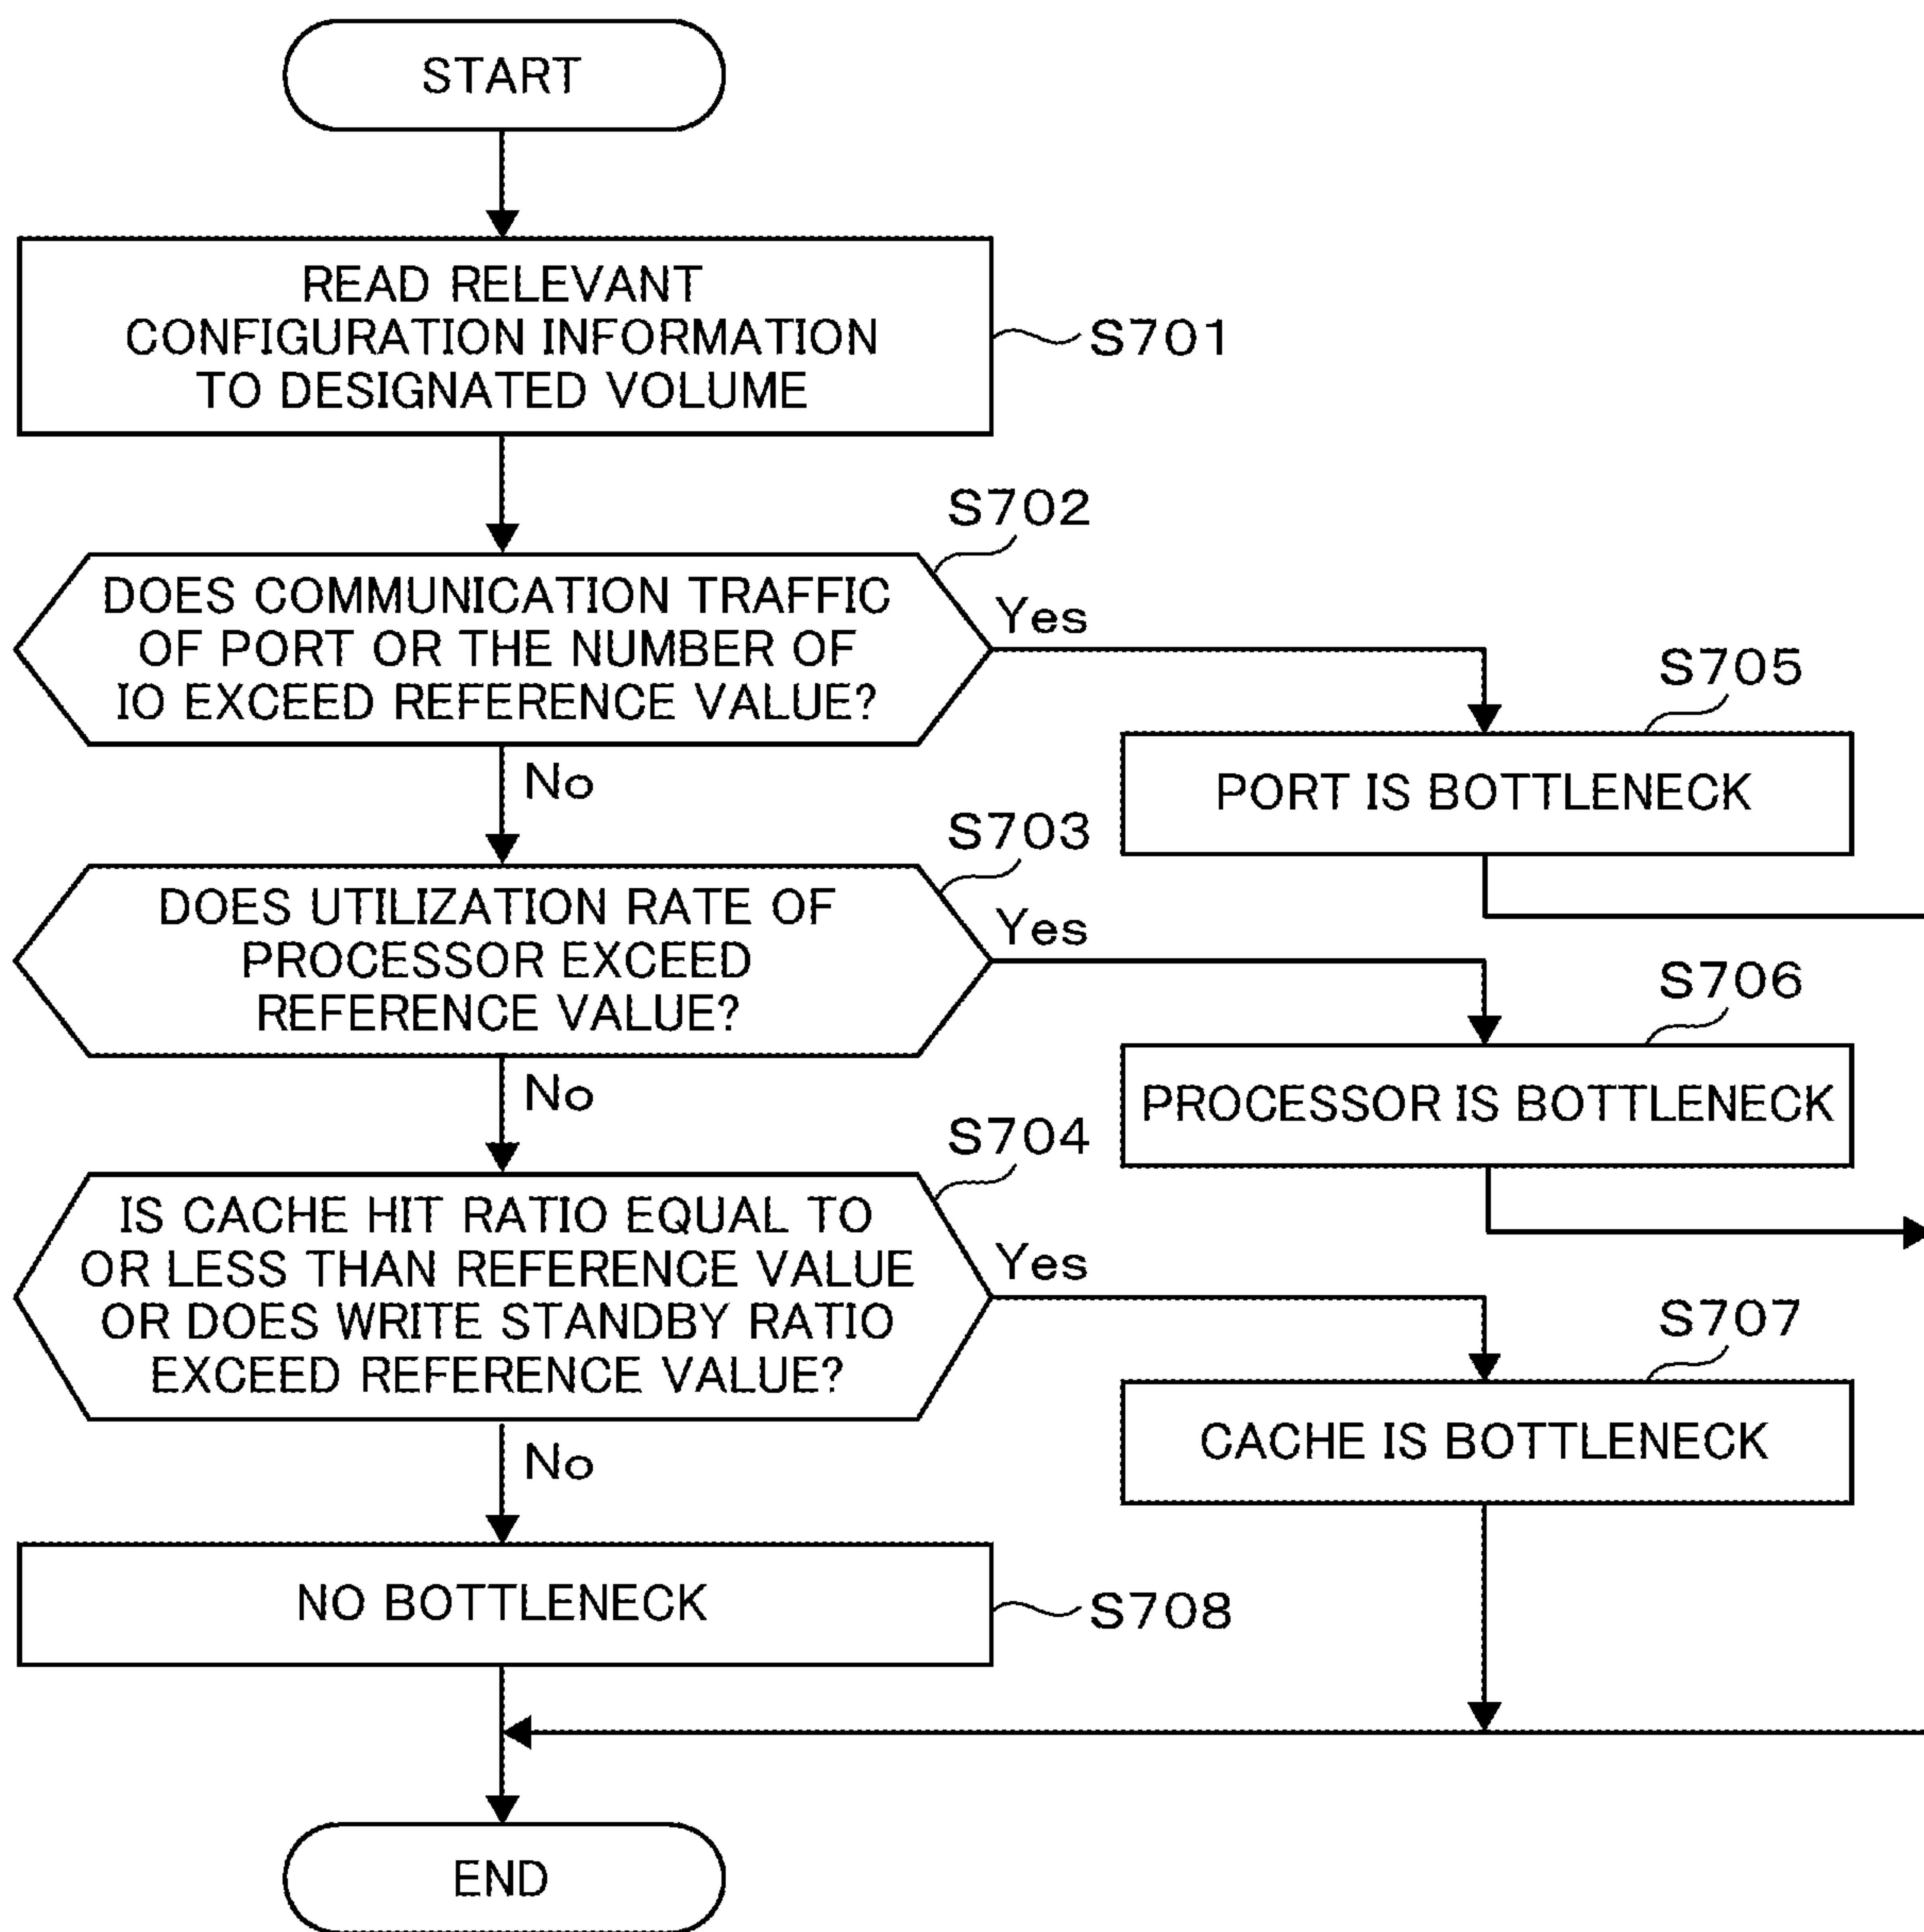 START
READ RELEVANT
CONFIGURATION INFORMATION
TO DESIGNATED VOLUME
S701
S702
DOES COMMUNICATION TRAFFIC
OF PORT OR THE NUMBER OF
IO EXCEED REFERENCE VALUE?
Yes
No
S705
PORT IS BOTTLENECK
S703
DOES UTILIZATION RATE OF
PROCESSOR EXCEED
REFERENCE VALUE?
Yes
No
S706
PROCESSOR IS BOTTLENECK
S704
IS CACHE HIT RATIO EQUAL TO
OR LESS THAN REFERENCE VALUE
OR DOES WRITE STANDBY RATIO
EXCEED REFERENCE VALUE?
Yes
No
S707
CACHE IS BOTTLENECK
NO BOTTLENECK
S708
END